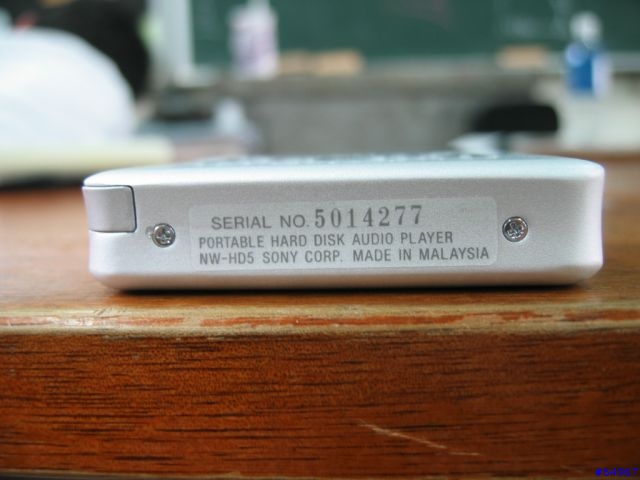 SERIAL NO. 5014277
PORTABLE HARD DISK AUDIO PLAYER
NW-HD5 SONY CORP. MADE IN MALAYSIA